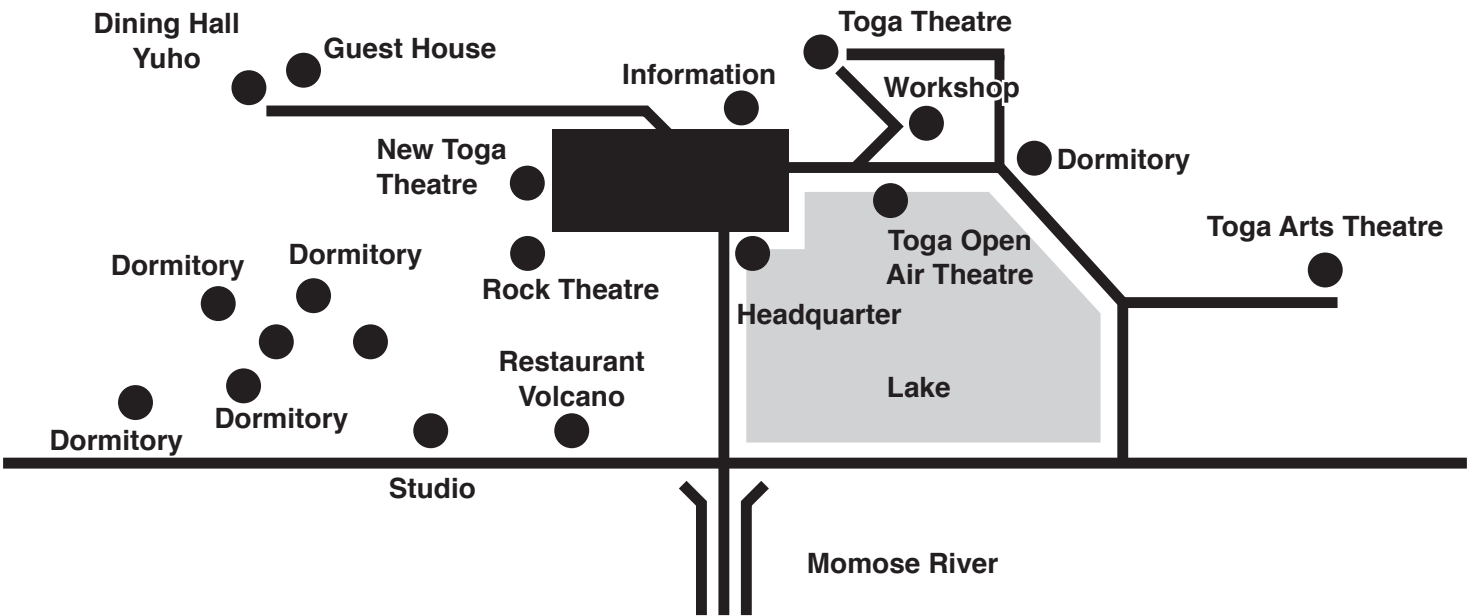 Dining Hall
Yuho
Guest House
Information
Toga Theatre
Workshop
New Toga
Theatre
Dormitory
Toga Arts Theatre
Toga Open
Air Theatre
Dormitory
Dormitory
Rock Theatre
Headquarter
Restaurant
Volcano
Lake
Dormitory
Dormitory
Studio
Momose River